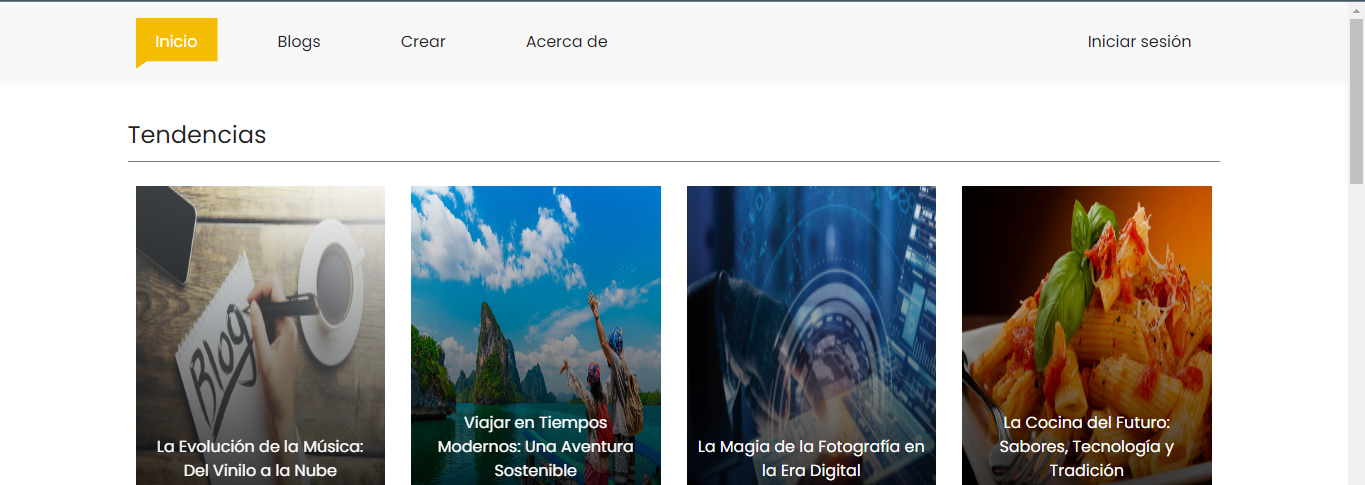 Inicio Blogs Crear Acerca de Iniciar sesión
Tendencias
Blog
La Evolución de la Música:
Del Vinilo a la Nube
Viajar en Tiempos
Modernos: Una Aventura
Sostenible
La Magia de la Fotografía en
la Era Digital
La Cocina del Futuro:
Sabores, Tecnología y
Tradición